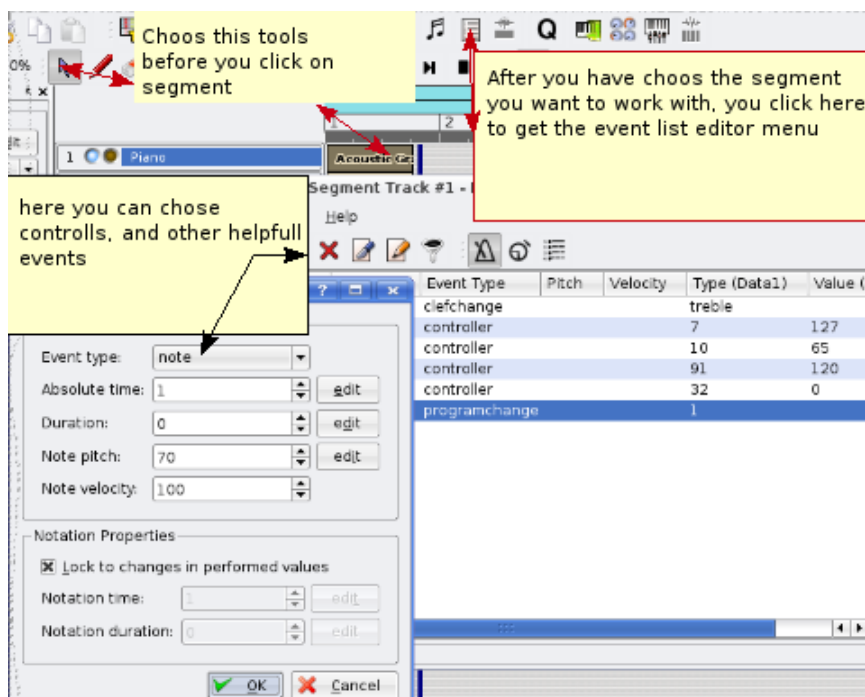 Choos this tools
before you click on
segment
0%
Q
After you have choos the segment
you want to work with, you click here
to get the event list editor menu
1 2
1 Piano
Acoustic
Segment Track #1 -
here you can chose
controlls, and other helpfull
events
Help
Event Type Pitch Velocity Type (Data1) Value (
clefchange treble
controller 7 127
controller 10 65
controller 91 120
controller 32 0
programchange 1
Event type: note
Absolute time: 1 edit
Duration: 0 edit
Note pitch: 70 edit
Note velocity: 100
Notation Properties
Lock to changes in performed values
Notation time: 1 edit
Notation duration: 0 edit
OK Cancel